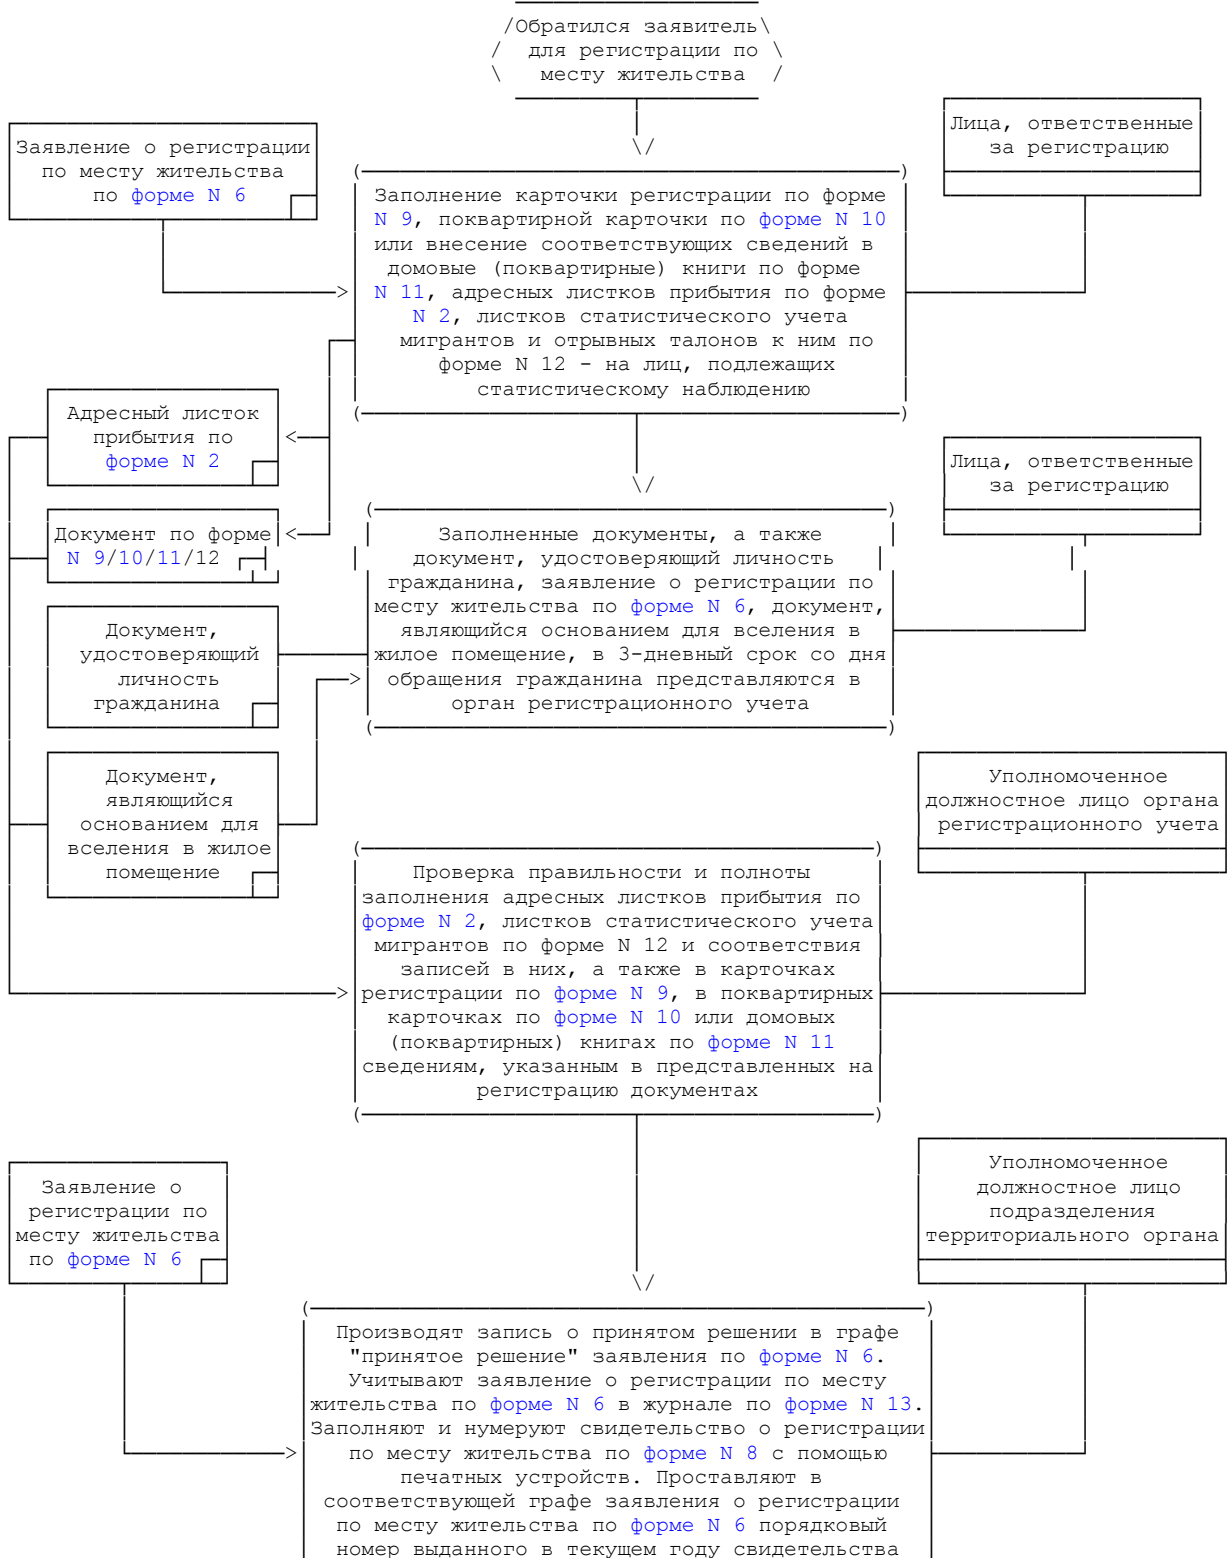 Обратился заявитель
для регистрации по
месту жительства
Заявление о регистрации
по месту жительства
по форме N 6
Лица, ответственные
за регистрацию
Заполнение карточки регистрации по форме
N 9, поквартирной карточки по форме N 10
или внесение соответствующих сведений в
домовые (поквартирные) книги по форме
N 11, адресных листков прибытия по форме
N 2, листков статистического учета
мигрантов и отрывных талонов к ним по
форме N 12 - на лиц, подлежащих
статистическому наблюдению
Адресный листок
прибытия по
форме N 2
Лица, ответственные
за регистрацию
Документ по форме
N 9/10/11/12
Заполненные документы, а также
документ, удостоверяющий личность
гражданина, заявление о регистрации по
месту жительства по форме N 6, документ,
являющийся основанием для вселения в
жилое помещение, в 3-дневный срок со дня
обращения гражданина представляются в
орган регистрационного учета
Документ,
удостоверяющий
личность
гражданина
Документ,
являющийся
основанием для
вселения в жилое
помещение
Уполномоченное
должностное лицо органа
регистрационного учета
Проверка правильности и полноты
заполнения адресных листков прибытия по
форме N 2, листков статистического учета
мигрантов по форме N 12 и соответствия
записей в них, а также в карточках
регистрации по форме N 9, в поквартирных
карточках по форме N 10 или домовых
(поквартирных) книгах по форме N 11
сведениям, указанным в представленных на
регистрацию документах
Заявление о
регистрации по
месту жительства
по форме N 6
Уполномоченное
должностное лицо
подразделения
территориального органа
Производят запись о принятом решении в графе
"принятое решение" заявления по форме N 6.
Учитывают заявление о регистрации по месту
жительства по форме N 6 в журнале по форме N 13.
Заполняют и нумеруют свидетельство о регистрации
по месту жительства по форме N 8 с помощью
печатных устройств. Проставляют в
соответствующей графе заявления о регистрации
по месту жительства по форме N 6 порядковый
номер выданного в текущем году свидетельства